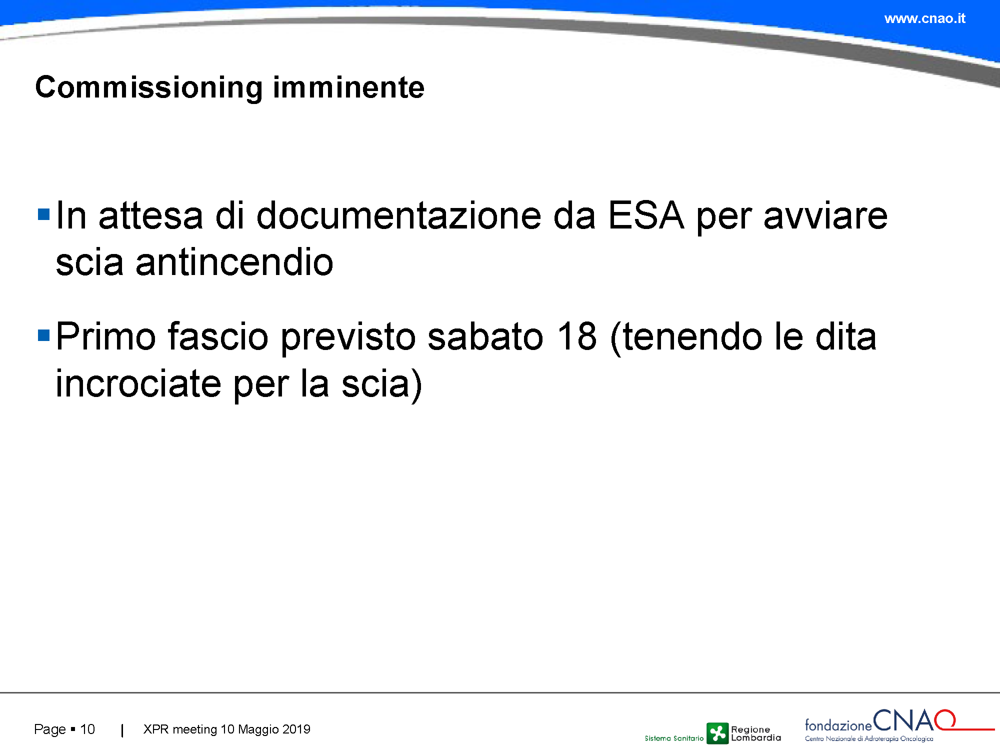 www.cnao.it
Commissioning imminente
▪In attesa di documentazione da ESA per avviare
scia antincendio
▪Primo fascio previsto sabato 18 (tenendo le dita
incrociate per la scia)
Page ▪ 10 | XPR meeting 10 Maggio 2019
Sistema Sanitario
Regione
Lombardia
fondazione CNAO
Centro Nazionale di Adroterapia Oncologica